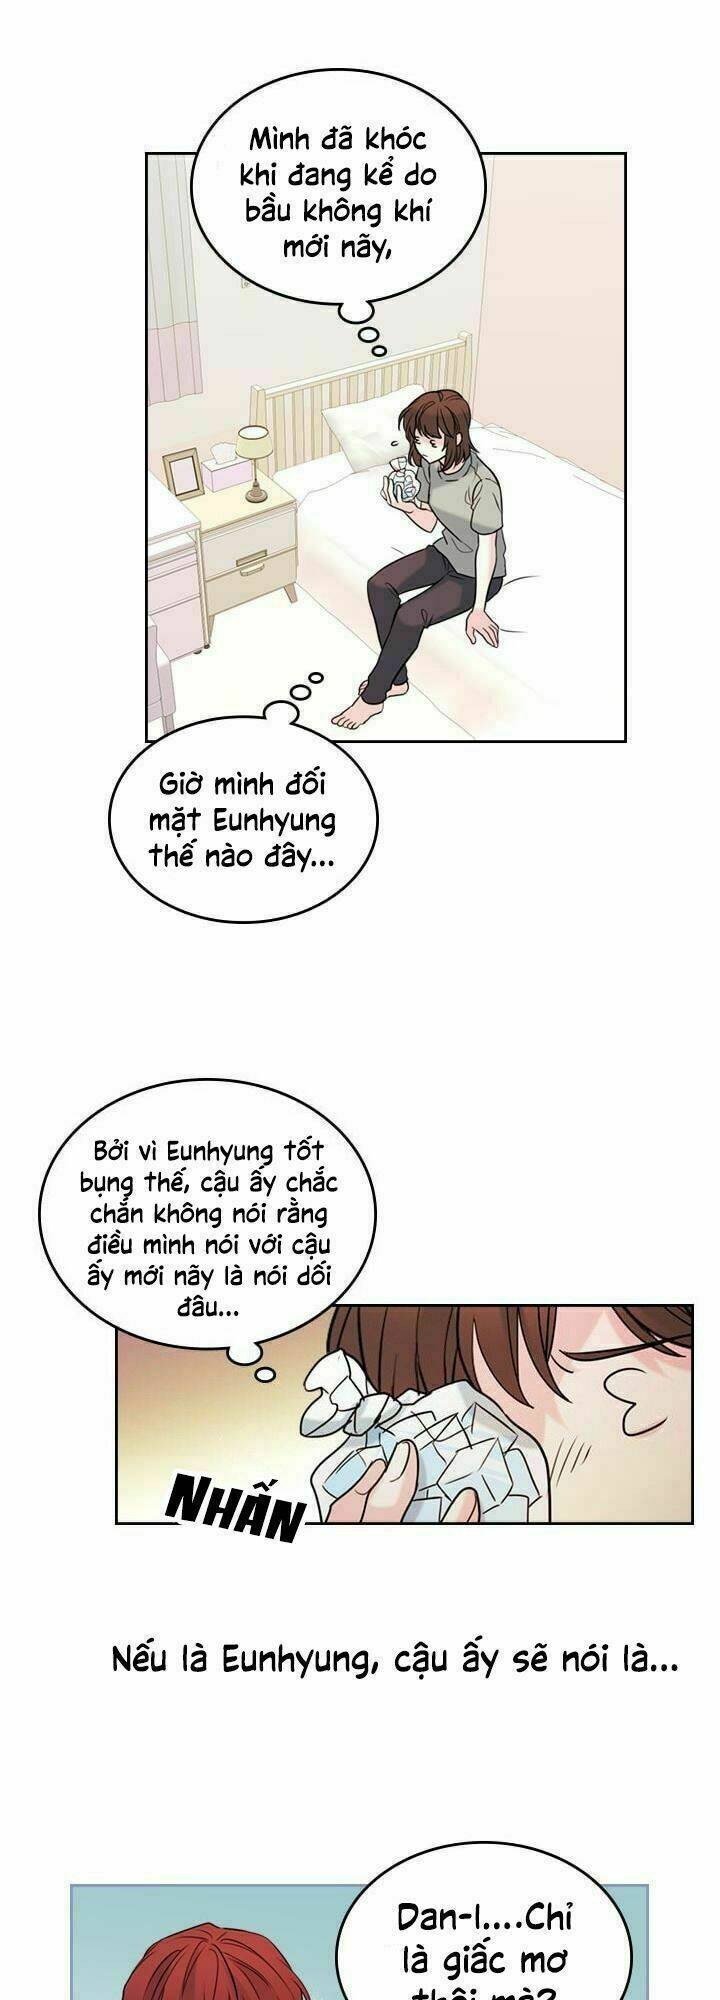 Mình đã khóc
khi đang kể do
bầu không khí
mới nãy,
Giờ mình đối
mặt Eunhyung
thế nào đây...
Bởi vì Eunhyung tốt
bụng thế, cậu ấy chắc
chắn không nói rằng
điều mình nói với cậu
ấy mới nãy là nói dối
đâu...
NHẤN
Nếu là Eunhyung, cậu ấy sẽ nói là...
Dan-I....Chỉ
là giấc mơ
thôi mà?